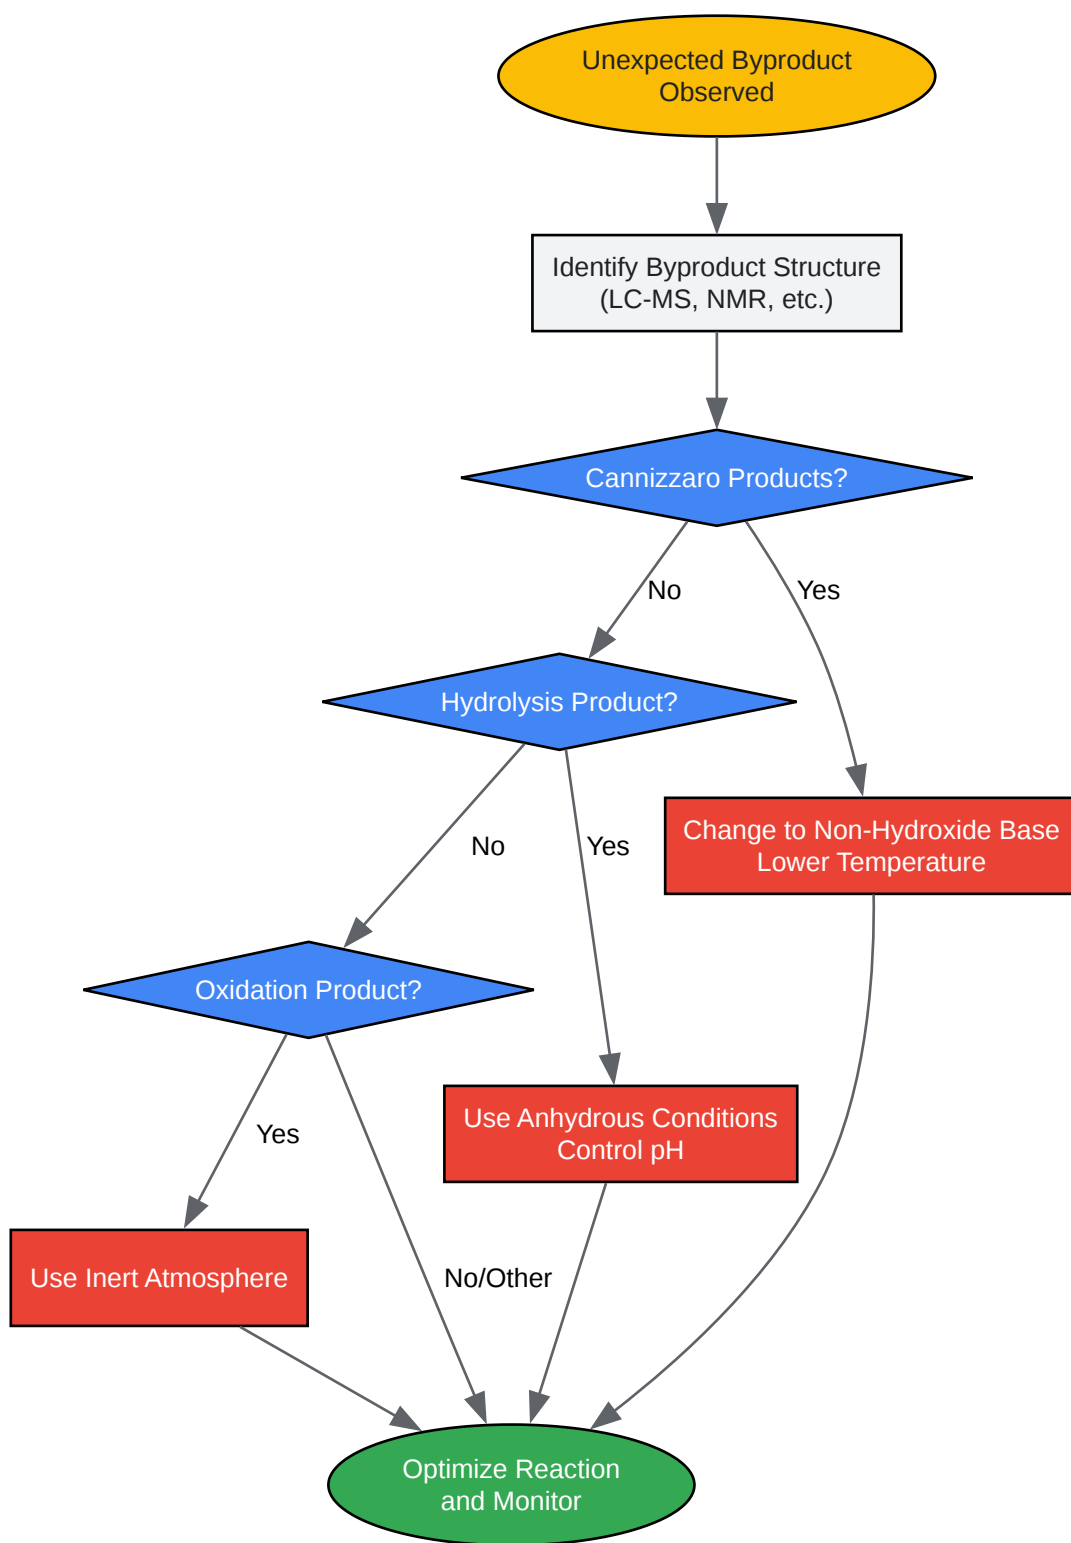 Unexpected Byproduct
Observed
Identify Byproduct Structure
(LC-MS, NMR, etc.)
Cannizzaro Products?
No
Yes
Hydrolysis Product?
No
Yes
Change to Non-Hydroxide Base
Lower Temperature
Oxidation Product?
Yes
Use Anhydrous Conditions
Control pH
Use Inert Atmosphere
No/Other
Optimize Reaction
and Monitor